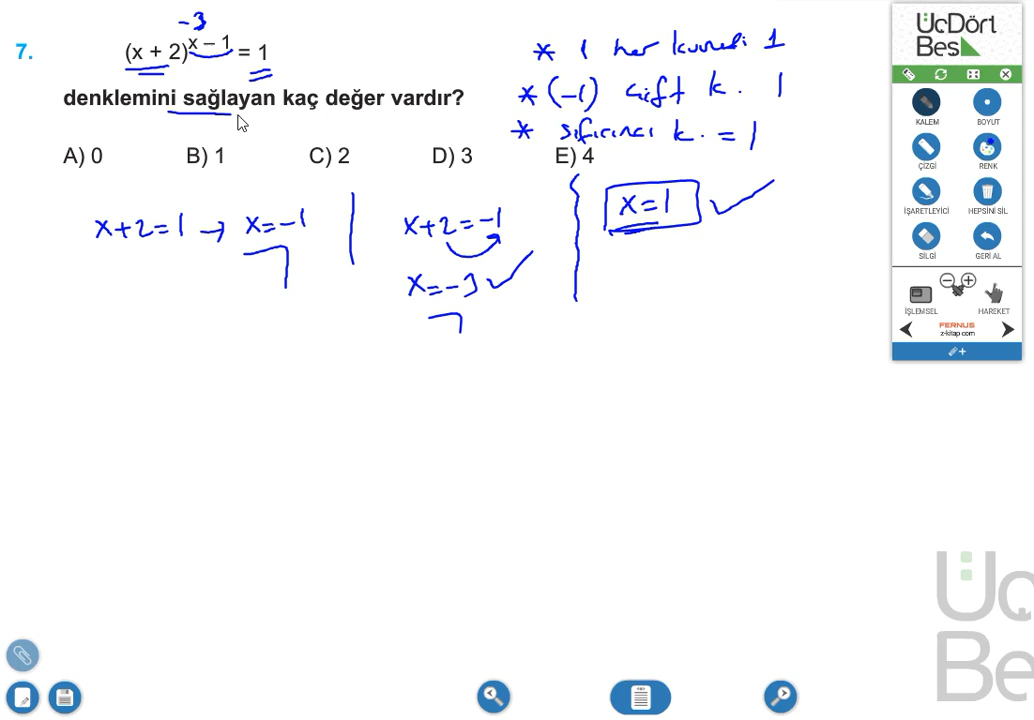 -3
7. (x + 2)^x – 1 = 1
denklemini sağlayan kaç değer vardır?
A) 0 B) 1 C) 2 D) 3 E) 4
* 1 her kuvveti 1
* (-1) çift k. 1
* sıfırıncı k. = 1
x+2=1 → x=-1
x+2=-1
x=-3 ✓
x=1 ✓
ÜçDört
Beş
KALEM BOYUT
ÇİZGİ RENK
İŞARETLEYİCİ HEPSİNİ SİL
SİLGİ GERİ AL
İŞLEMSEL HAREKET
FERNUS
z-kitap.com
Üç
Be